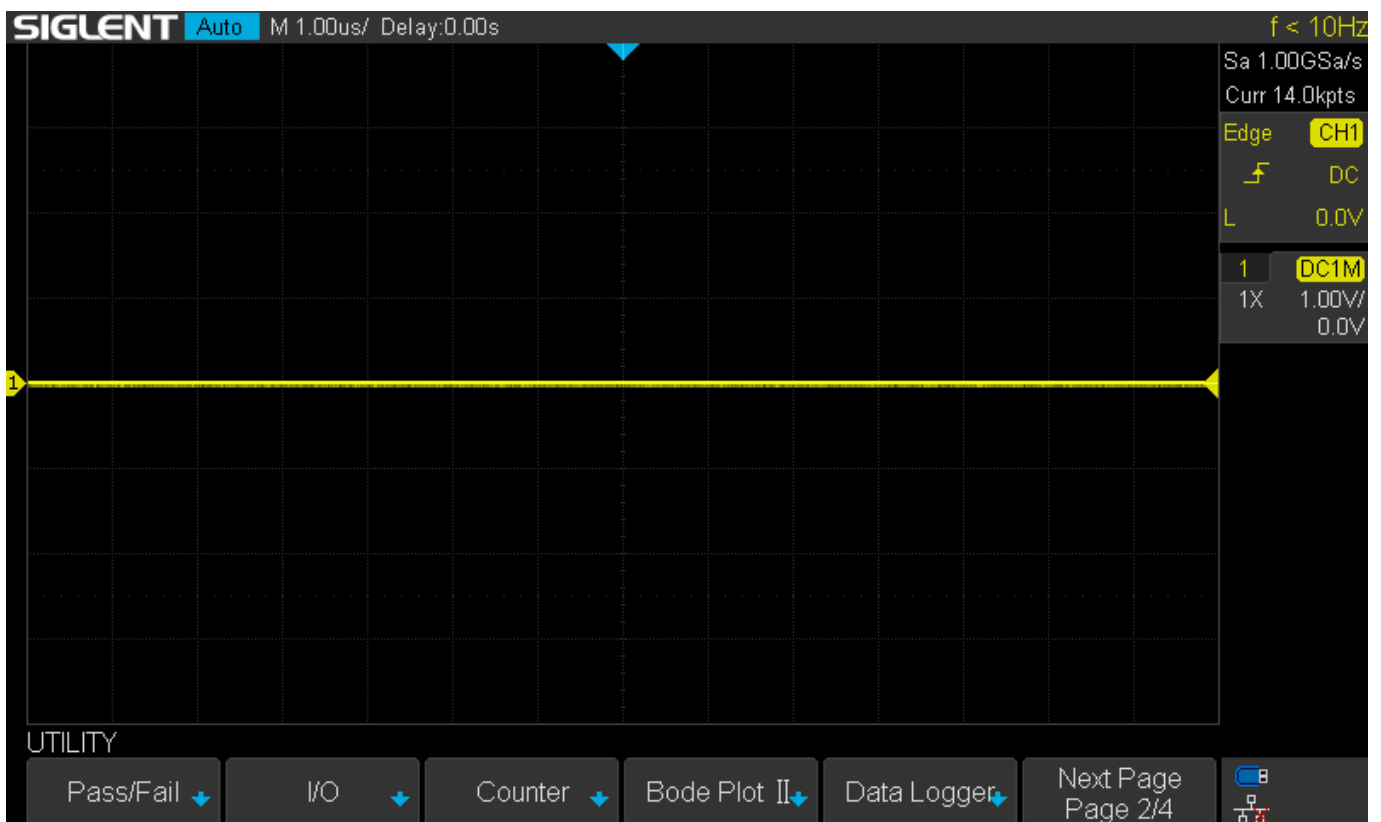 SIGLENT Auto M 1.00us/ Delay:0.00s f < 10Hz
Sa 1.00GSa/s
Curr 14.0kpts
Edge CH1
DC
L 0.0V
1 DC1M
1X 1.00V/
0.0V
1
UTILITY
Pass/Fail I/O Counter Bode Plot II Data Logger Next Page
Page 2/4